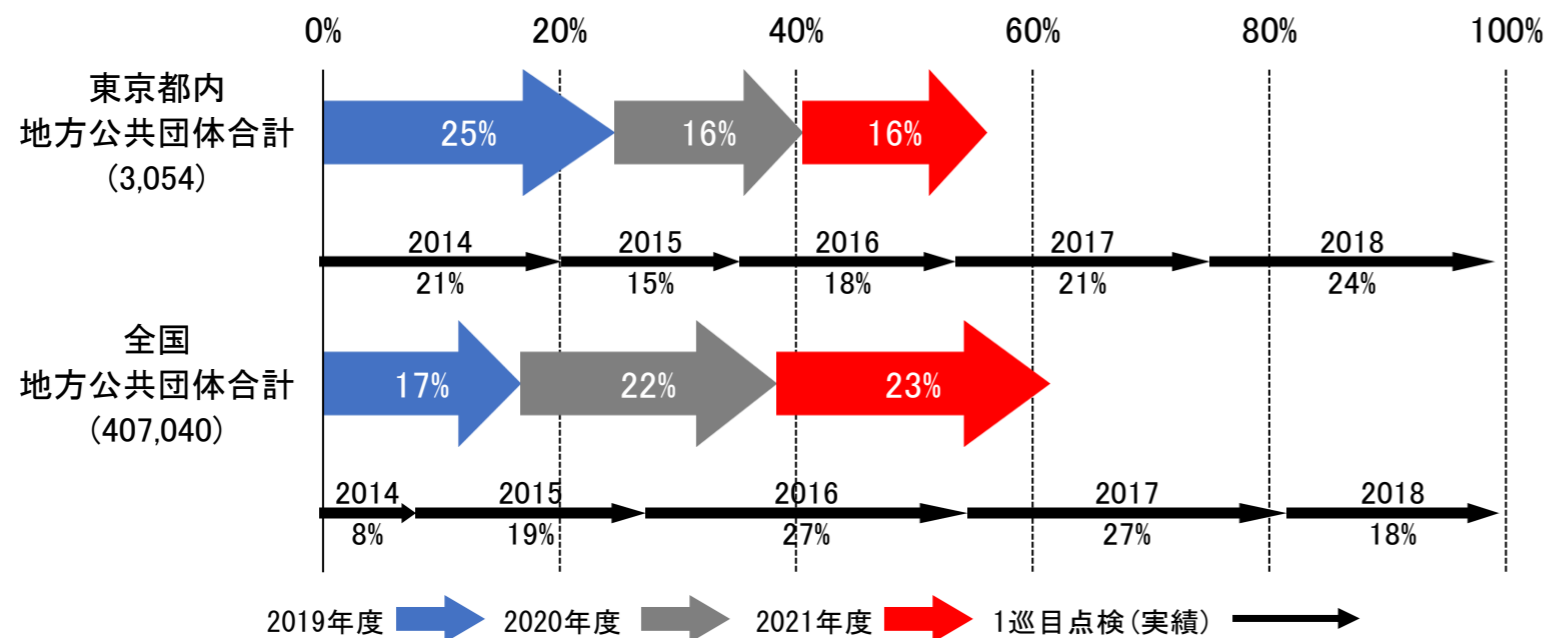 0% 20% 40% 60% 80% 100%
東京都内
地方公共団体合計
(3,054)
25% 16% 16%
2014 2015 2016 2017 2018
21% 15% 18% 21% 24%
全国
地方公共団体合計
(407,040)
17% 22% 23%
2014 2015 2016 2017 2018
8% 19% 27% 27% 18%
2019年度 2020年度 2021年度 1巡目点検(実績)